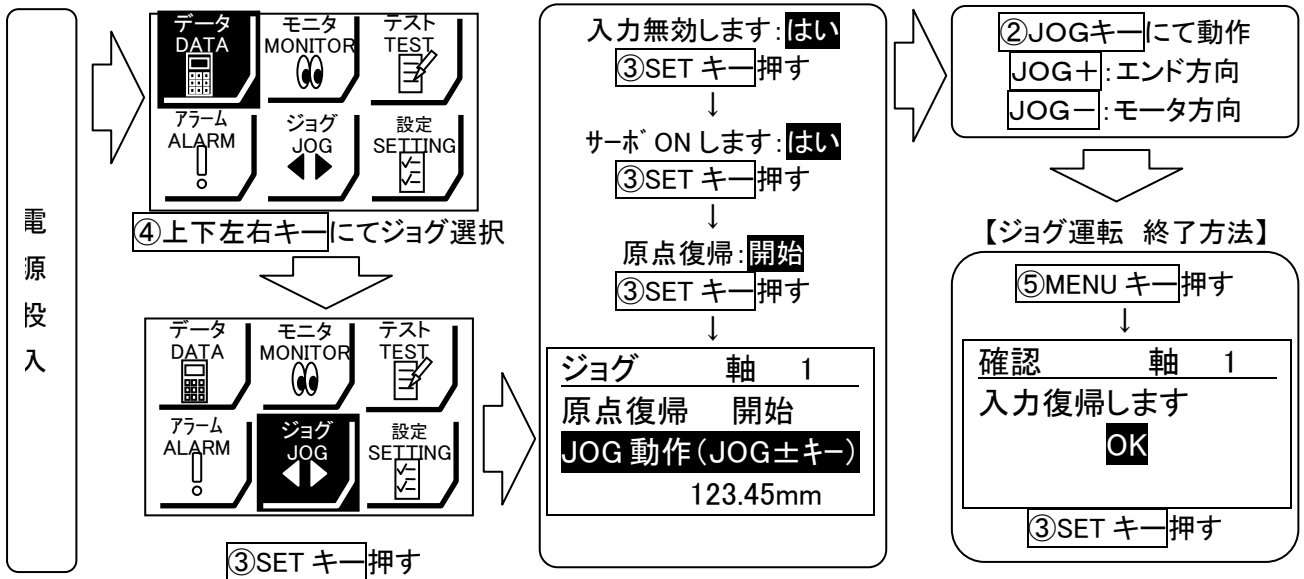 電源投入
データ モニタ テスト
DATA MONITOR TEST
アラーム ジョグ 設定
ALARM JOG SETTING
④上下左右キーにてジョグ選択
データ モニタ テスト
DATA MONITOR TEST
アラーム ジョグ 設定
ALARM JOG SETTING
③SET キー押す
入力無効します：はい
③SET キー押す
↓
サーボ ON します：はい
③SET キー押す
↓
原点復帰：開始
③SET キー押す
↓
ジョグ 軸 1
原点復帰 開始
JOG 動作（JOG±キー）
123.45mm
②JOGキーにて動作
JOG＋：エンド方向
JOG－：モータ方向
【ジョグ運転 終了方法】
⑤MENU キー押す
↓
確認 軸 1
入力復帰します
OK
③SET キー押す